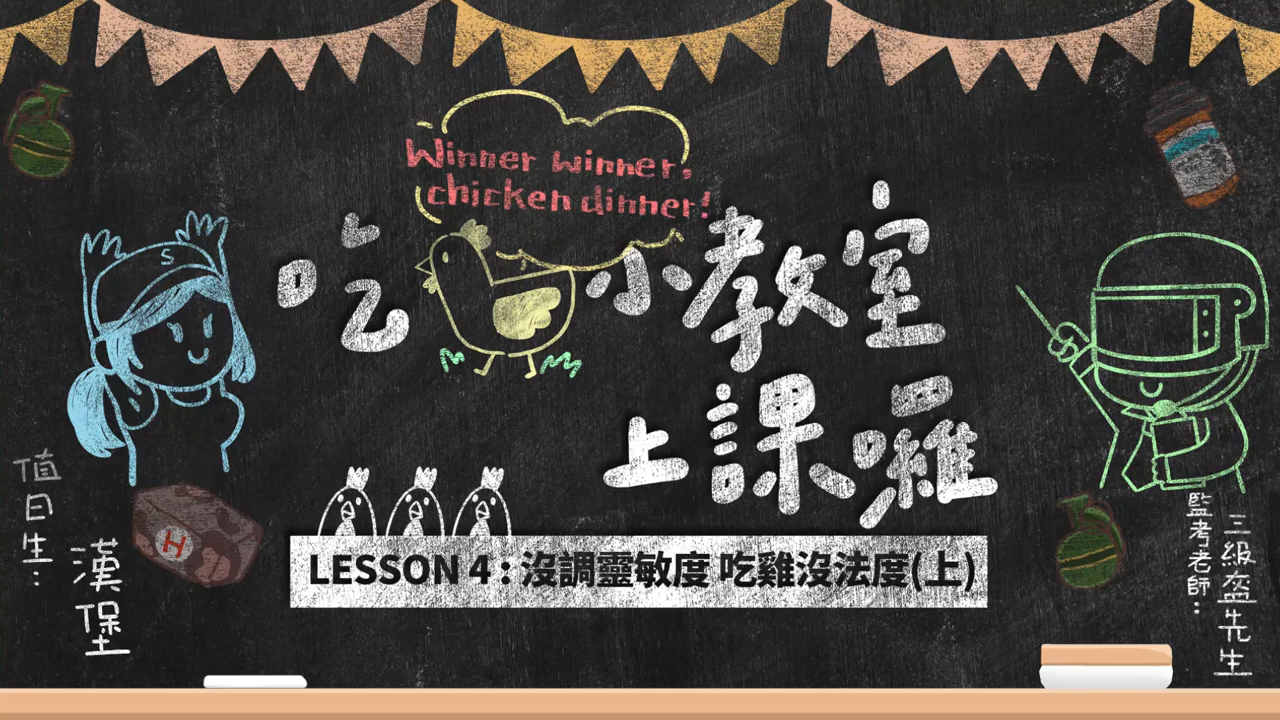 Winner winner,
chicken dinner!
吃 小教室
上課囉
LESSON 4 : 沒調靈敏度 吃雞沒法度(上)
S
值日生：
漢堡
H
監考老師：
三級盔先生